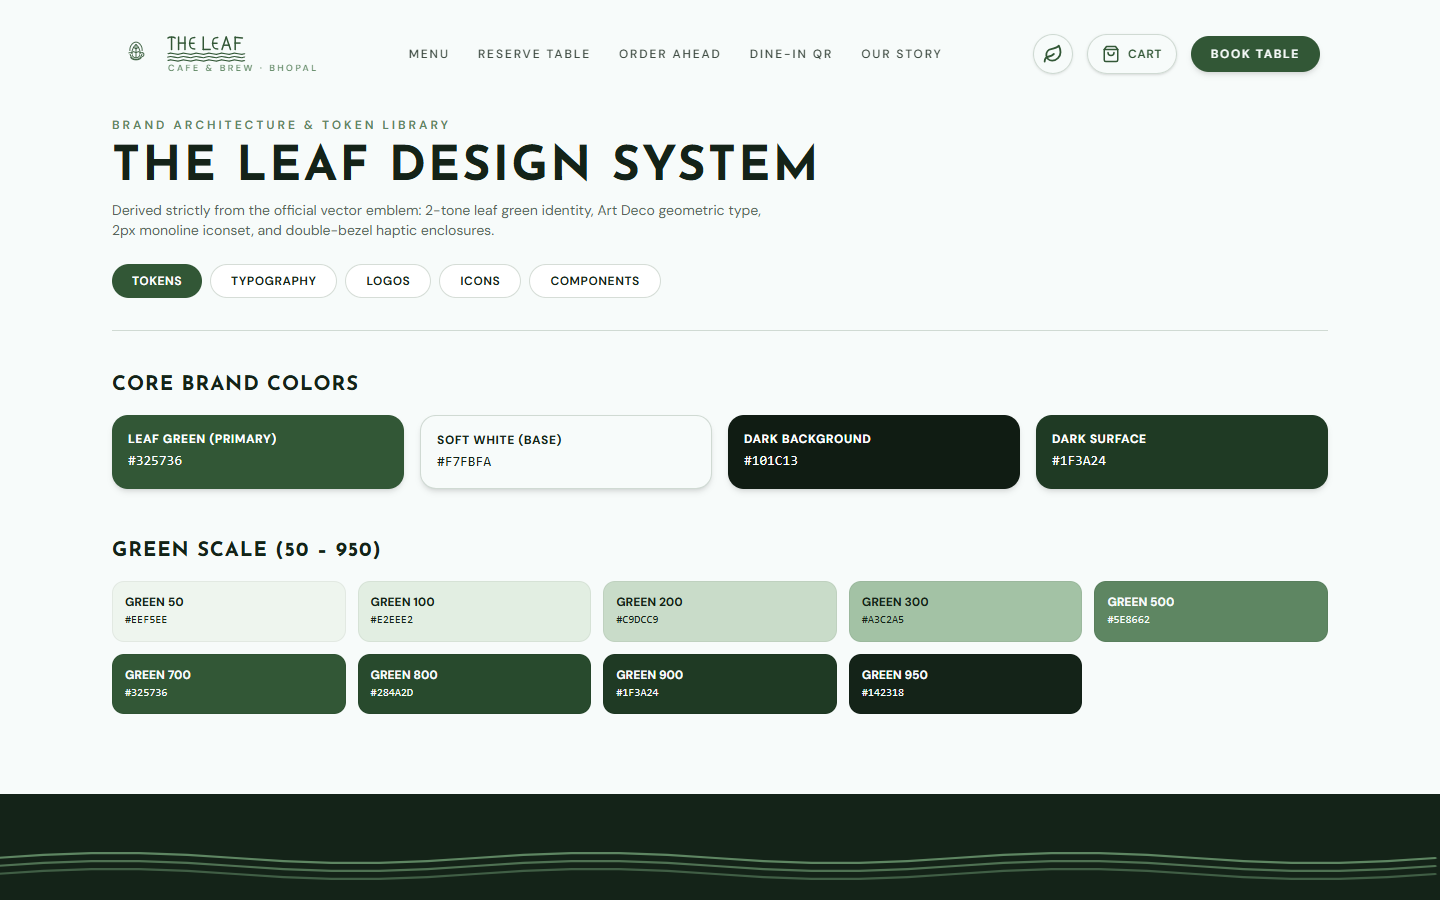 THE LEAF
CAFE & BREW · BHOPAL
MENU
RESERVE TABLE
ORDER AHEAD
DINE-IN QR
OUR STORY
CART
BOOK TABLE
BRAND ARCHITECTURE & TOKEN LIBRARY
THE LEAF DESIGN SYSTEM
Derived strictly from the official vector emblem: 2-tone leaf green identity, Art Deco geometric type,
2px monoline iconset, and double-bezel haptic enclosures.
TOKENS
TYPOGRAPHY
LOGOS
ICONS
COMPONENTS
CORE BRAND COLORS
LEAF GREEN (PRIMARY)
#325736
SOFT WHITE (BASE)
#F7FBFA
DARK BACKGROUND
#101C13
DARK SURFACE
#1F3A24
GREEN SCALE (50 - 950)
GREEN 50
#EEF5EE
GREEN 100
#E2EEE2
GREEN 200
#C9DCC9
GREEN 300
#A3C2A5
GREEN 500
#5E8662
GREEN 700
#325736
GREEN 800
#284A2D
GREEN 900
#1F3A24
GREEN 950
#142318